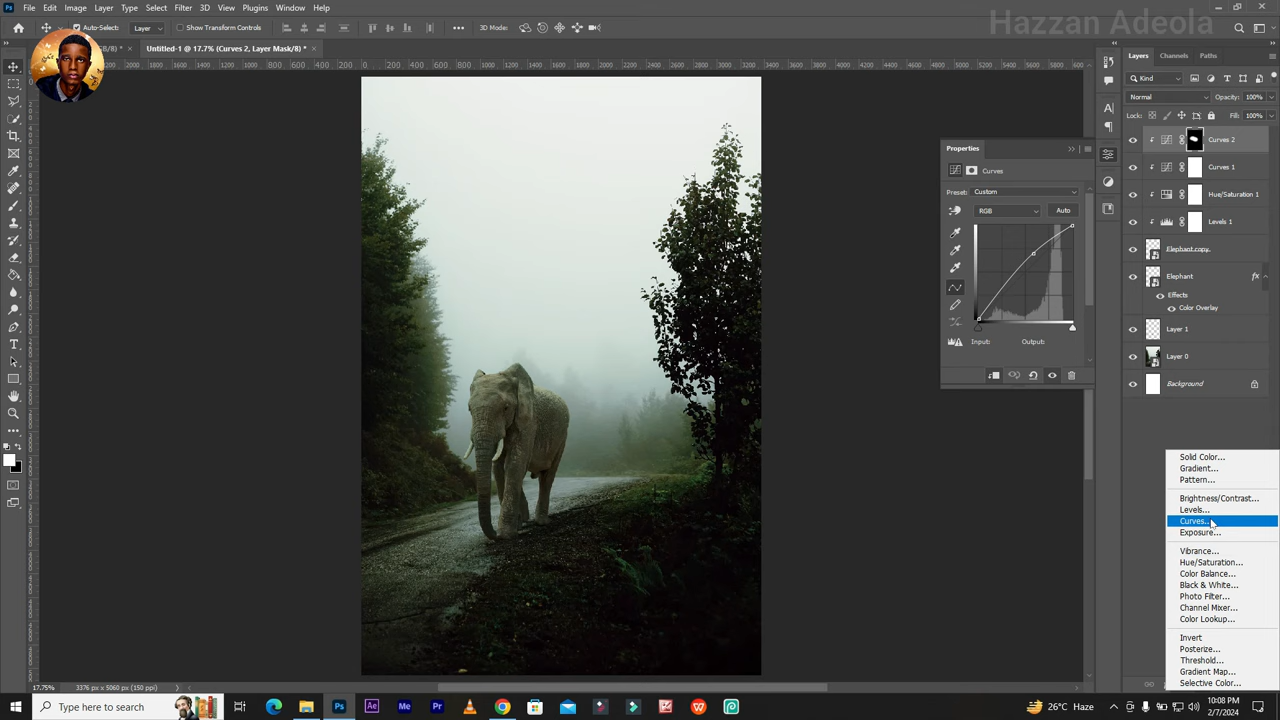 Hazzan Adeola
File Edit Image Layer Type Select Filter 3D View Plugins Window Help
Auto-Select: Layer Show Transform Controls 3D Mode:
Untitled-1 @ 17.7% (Curves 2, Layer Mask/8) *
Layers Channels Paths
Kind
Normal Opacity: 100%
Lock: Fill: 100%
Curves 2
Curves 1
Hue/Saturation 1
Levels 1
Elephant copy
Elephant fx
Effects
Color Overlay
Layer 1
Layer 0
Background
Properties
Curves
Preset: Custom
RGB Auto
Input: Output:
Solid Color...
Gradient...
Pattern...
Brightness/Contrast...
Levels...
Curves...
Exposure...
Vibrance...
Hue/Saturation...
Color Balance...
Black & White...
Photo Filter...
Channel Mixer...
Color Lookup...
Invert
Posterize...
Threshold...
Gradient Map...
Selective Color...
17.75% 3376 px x 5060 px (150 ppi)
Type here to search
26°C Haze
10:08 PM
2/7/2024